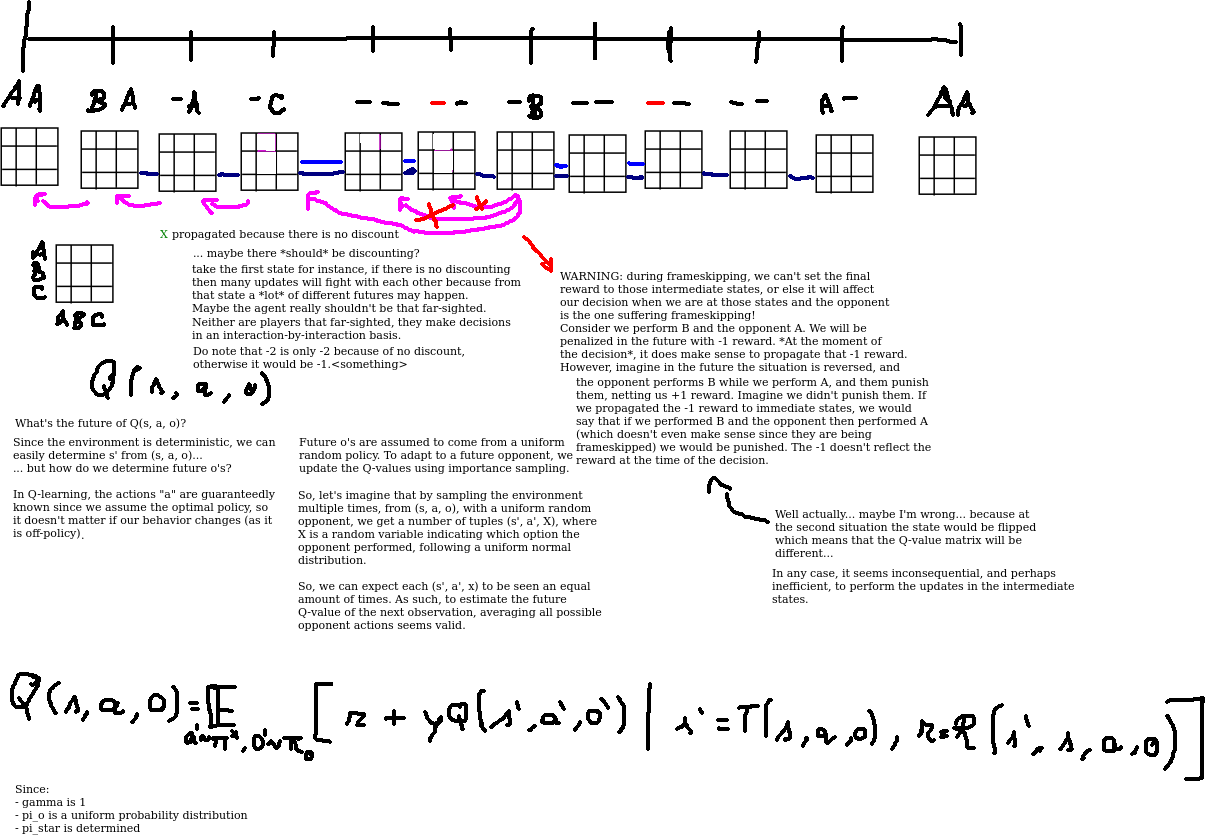 AA BA -A -C -- -- -B -- -- -- A- AA
X propagated because there is no discount
... maybe there *should* be discounting?
take the first state for instance, if there is no discounting
then many updates will fight with each other because from
that state a *lot* of different futures may happen.
Maybe the agent really shouldn't be that far-sighted.
Neither are players that far-sighted, they make decisions
in an interaction-by-interaction basis.
Do note that -2 is only -2 because of no discount,
otherwise it would be -1.<something>
A
B
C
A B C
Q(s, a, o)
WARNING: during frameskipping, we can't set the final
reward to those intermediate states, or else it will affect
our decision when we are at those states and the opponent
is the one suffering frameskipping!
Consider we perform B and the opponent A. We will be
penalized in the future with -1 reward. *At the moment of
the decision*, it does make sense to propagate that -1 reward.
However, imagine in the future the situation is reversed, and
the opponent performs B while we perform A, and them punish
them, netting us +1 reward. Imagine we didn't punish them. If
we propagated the -1 reward to immediate states, we would
say that if we performed B and the opponent then performed A
(which doesn't even make sense since they are being
frameskipped) we would be punished. The -1 doesn't reflect the
reward at the time of the decision.
What's the future of Q(s, a, o)?
Since the environment is deterministic, we can
easily determine s' from (s, a, o)...
... but how do we determine future o's?
In Q-learning, the actions "a" are guaranteedly
known since we assume the optimal policy, so
it doesn't matter if our behavior changes (as it
is off-policy).
Future o's are assumed to come from a uniform
random policy. To adapt to a future opponent, we
update the Q-values using importance sampling.
So, let's imagine that by sampling the environment
multiple times, from (s, a, o), with a uniform random
opponent, we get a number of tuples (s', a', X), where
X is a random variable indicating which option the
opponent performed, following a uniform normal
distribution.
So, we can expect each (s', a', x) to be seen an equal
amount of times. As such, to estimate the future
Q-value of the next observation, averaging all possible
opponent actions seems valid.
Well actually... maybe I'm wrong... because at
the second situation the state would be flipped
which means that the Q-value matrix will be
different...
In any case, it seems inconsequential, and perhaps
inefficient, to perform the updates in the intermediate
states.
Q(s, a, o) = E a'~π*, o'~π_o [r + γQ(s', a', o') | s' = T(s, a, o), r = R(s', s, a, o)]
Since:
- gamma is 1
- pi_o is a uniform probability distribution
- pi_star is determined